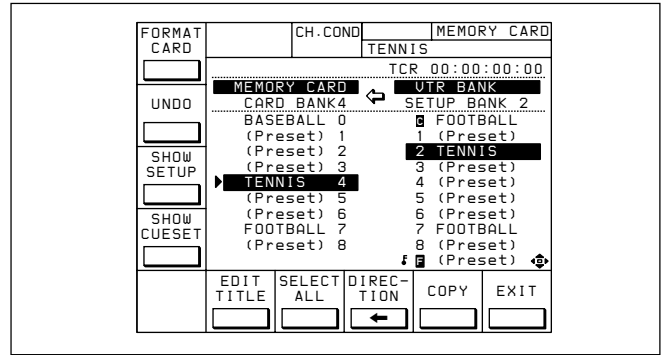 FORMAT
CARD
CH.COND
MEMORY CARD
TENNIS
TCR 00:00:00:00
MEMORY CARD
VTR BANK
UNDO
CARD BANK4
SETUP BANK 2
BASEBALL 0
C FOOTBALL
(Preset) 1
1 (Preset)
(Preset) 2
2 TENNIS
SHOW
SETUP
(Preset) 3
3 (Preset)
TENNIS 4
4 (Preset)
(Preset) 5
5 (Preset)
(Preset) 6
6 (Preset)
SHOW
CUESET
FOOTBALL 7
7 FOOTBALL
(Preset) 8
8 (Preset)
F (Preset)
EDIT
TITLE
SELECT
ALL
DIREC-
TION
COPY
EXIT